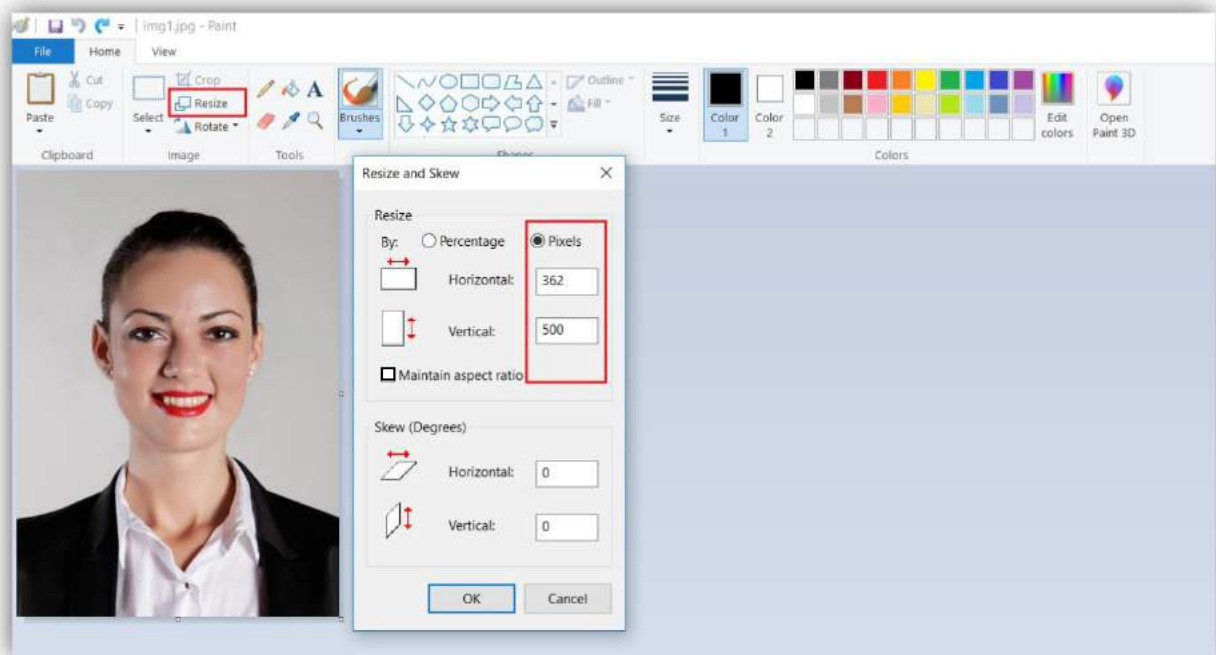 img1.jpg - Paint
File Home View
Paste
Cut
Copy
Clipboard
Select
Crop
Resize
Rotate
Image
A
Tools
Brushes
Outline
Fill
Shapes
Size
Color 1
Color 2
Edit colors
Open Paint 3D
Colors
Resize and Skew
Resize
By: Percentage Pixels
Horizontal: 362
Vertical: 500
Maintain aspect ratio
Skew (Degrees)
Horizontal: 0
Vertical: 0
OK Cancel